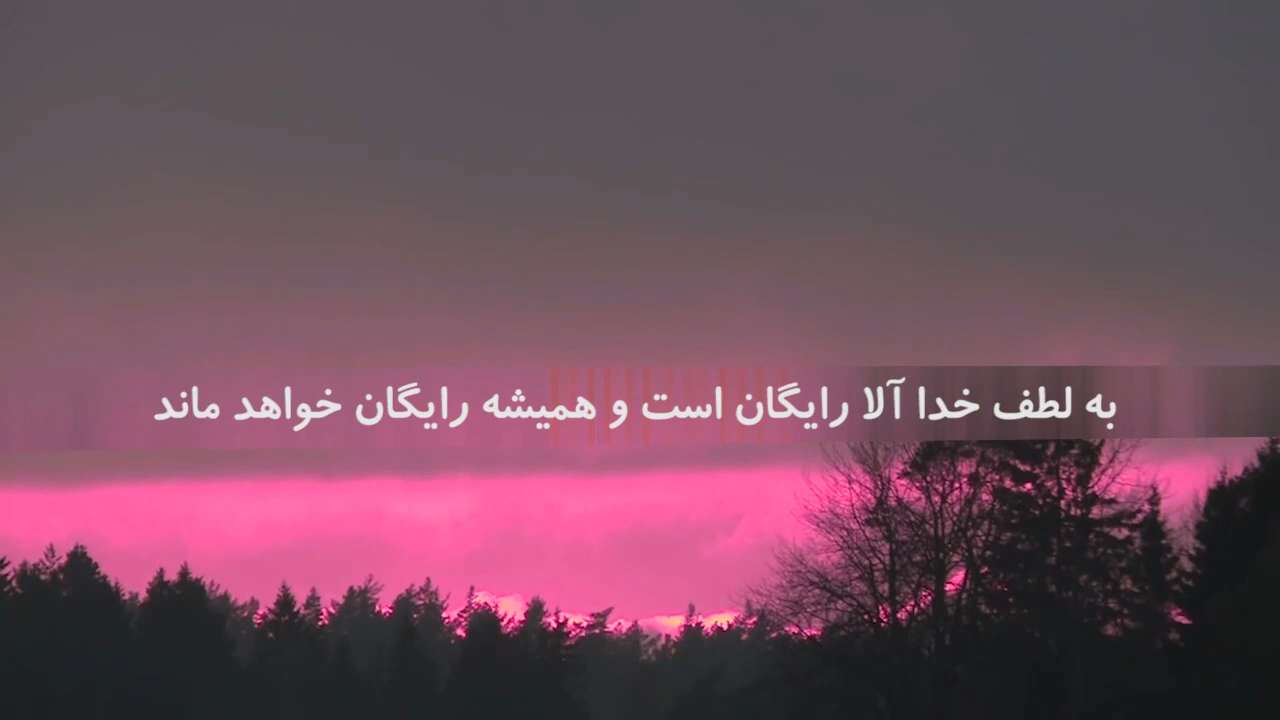 به لطف خدا آلا رایگان است و همیشه رایگان خواهد ماند